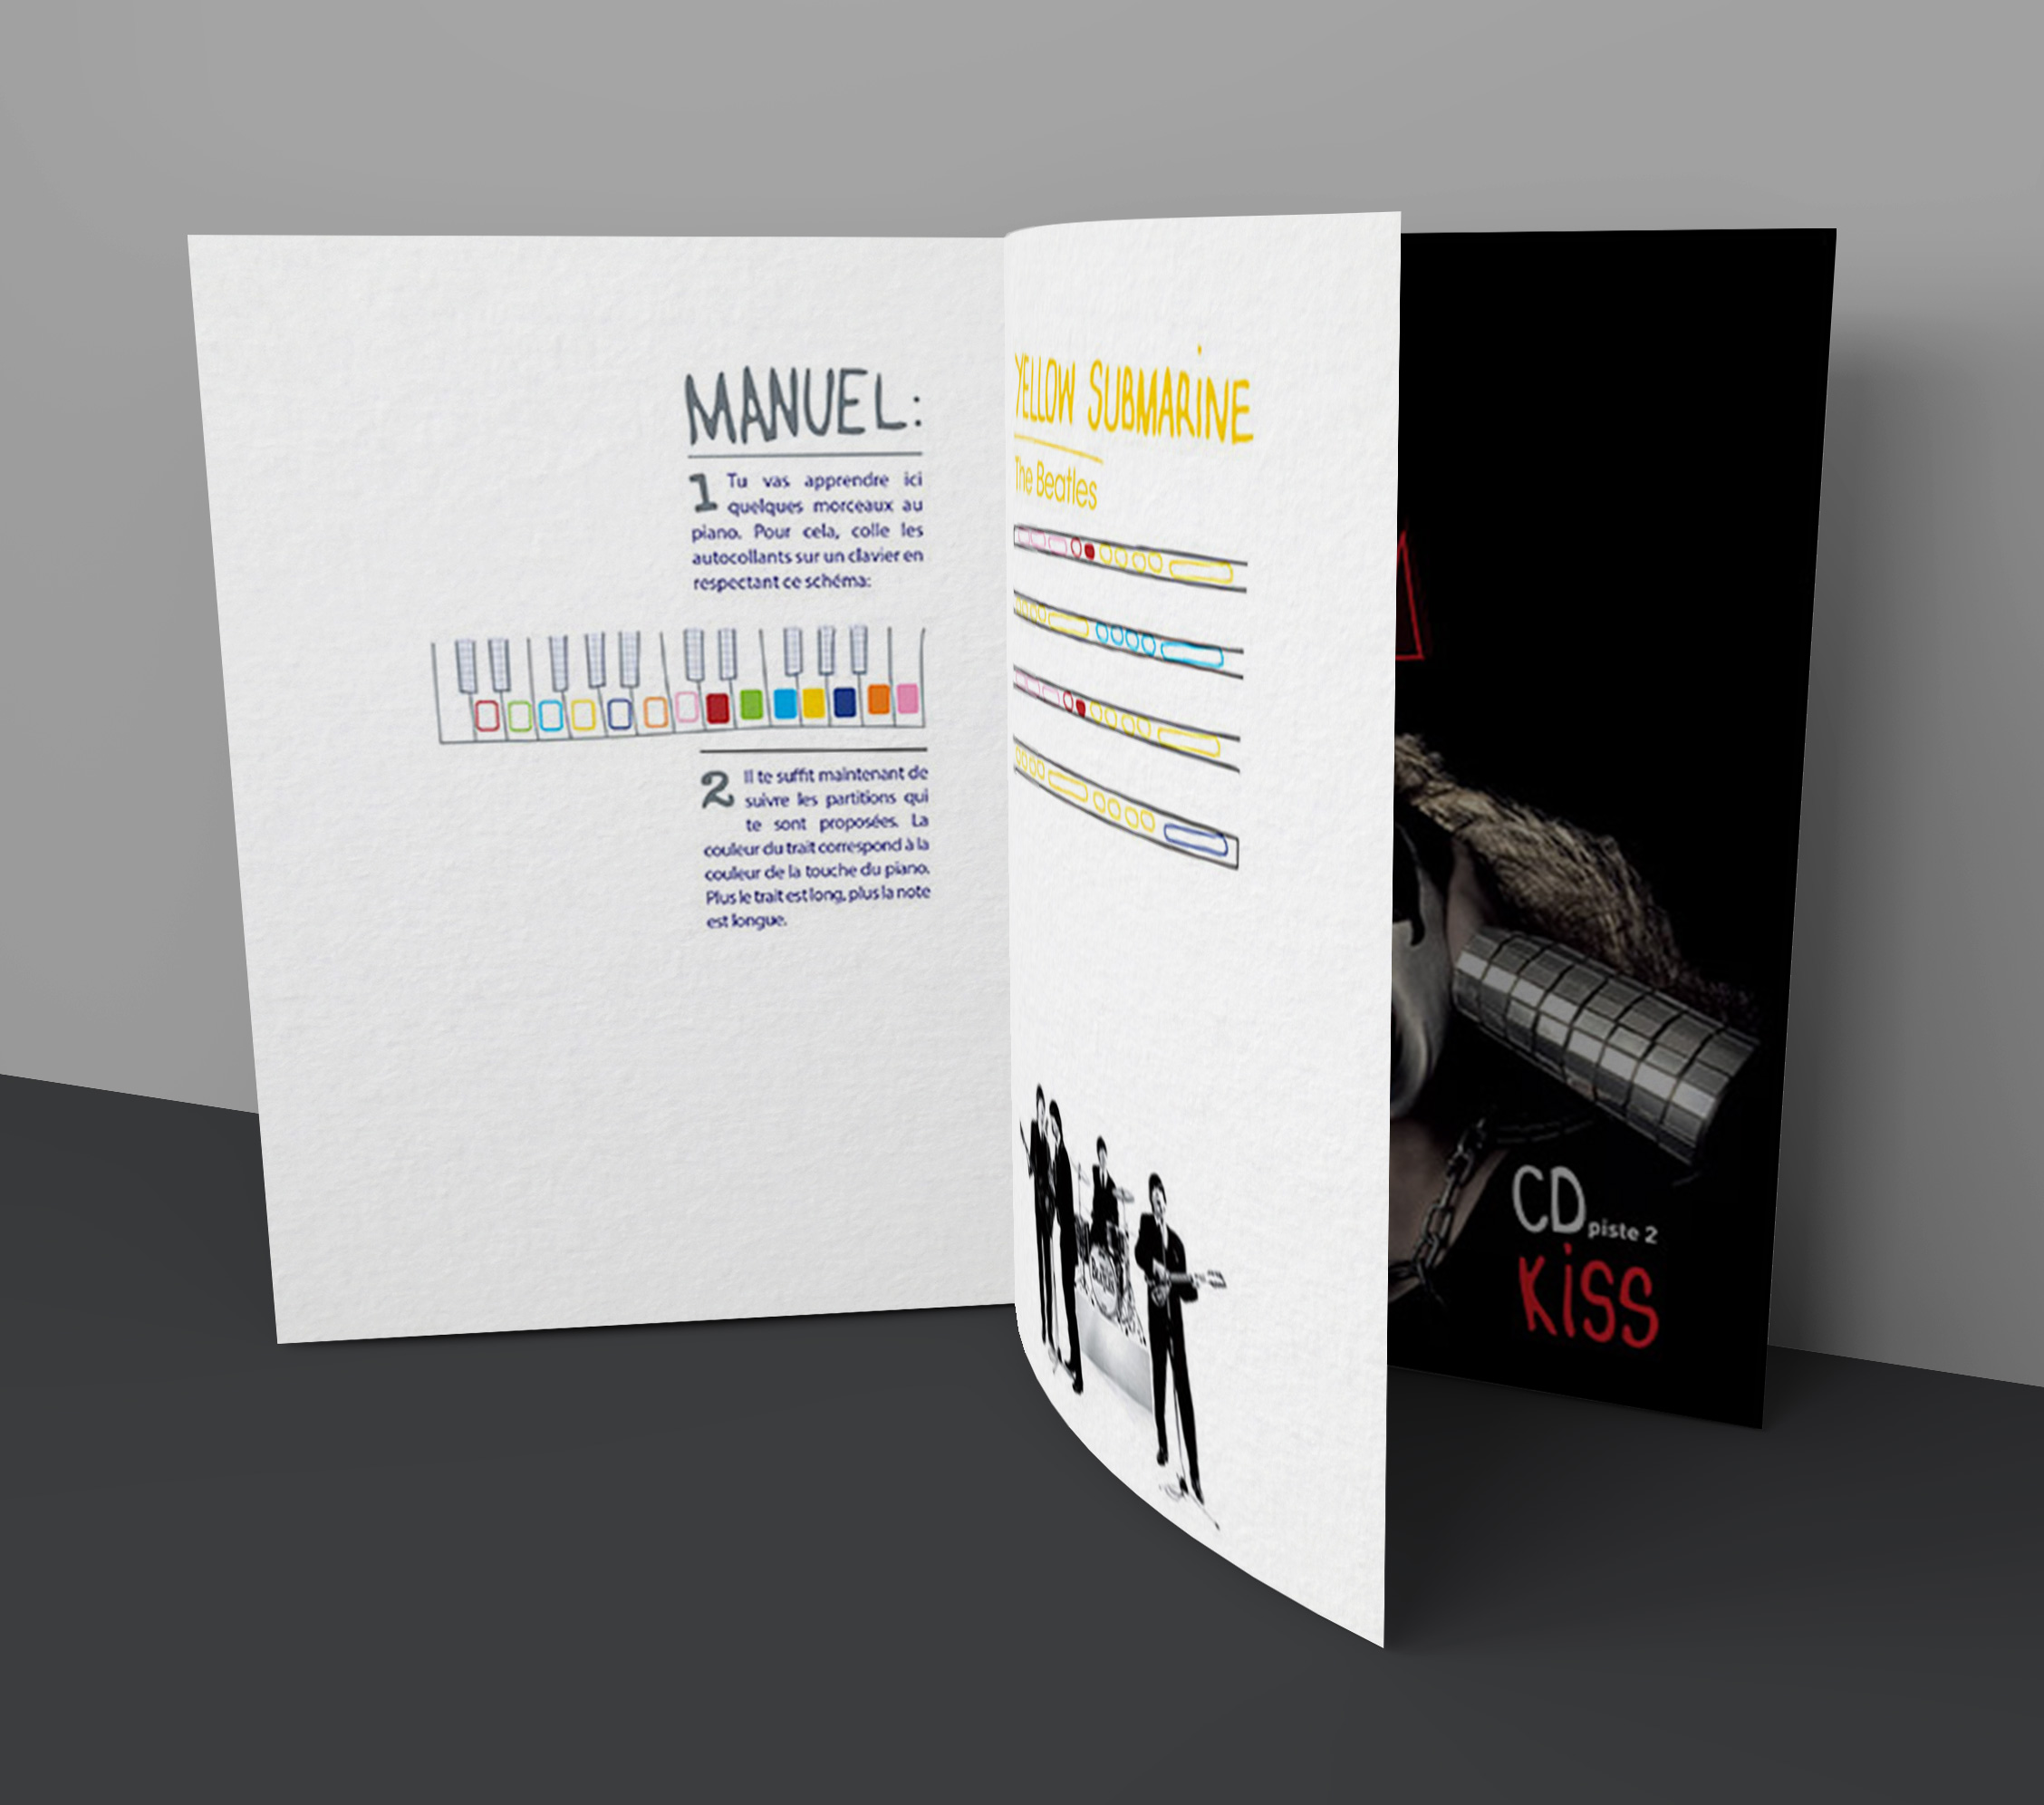 MANUEL:
1 Tu vas apprendre ici
quelques morceaux au
piano. Pour cela, colle les
autocollants sur un clavier en
respectant ce schéma:
2 Il te suffit maintenant de
suivre les partitions qui
te sont proposées. La
couleur du trait correspond à la
couleur de la touche du piano.
Plus le trait est long, plus la note
est longue.
YELLOW SUBMARiNE
The Beatles
CD piste 2
KiSS